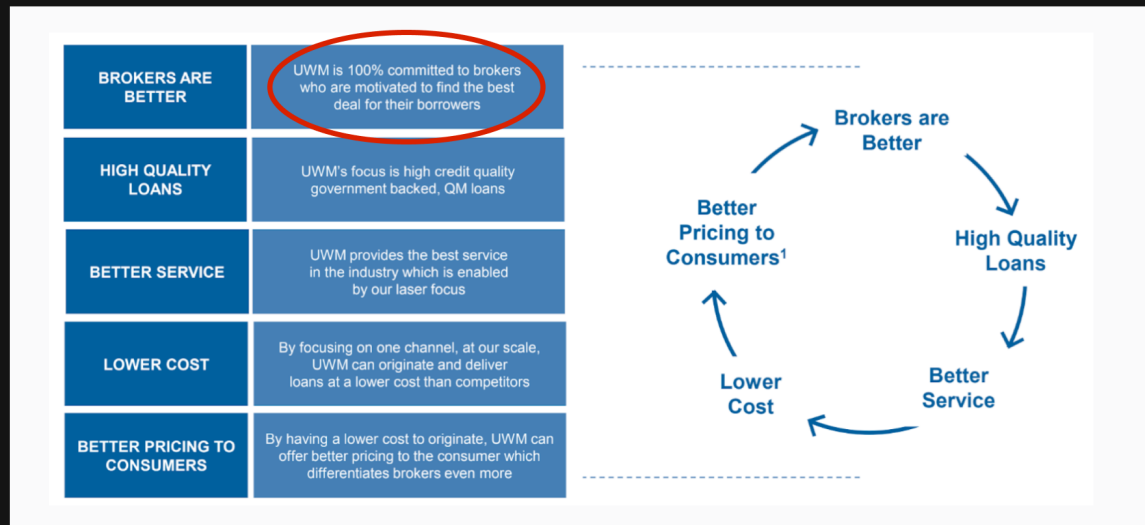 BROKERS ARE
BETTER
UWM is 100% committed to brokers
who are motivated to find the best
deal for their borrowers
HIGH QUALITY
LOANS
UWM's focus is high credit quality
government backed, QM loans
BETTER SERVICE
UWM provides the best service
in the industry which is enabled
by our laser focus
LOWER COST
By focusing on one channel, at our scale,
UWM can originate and deliver
loans at a lower cost than competitors
BETTER PRICING TO
CONSUMERS
By having a lower cost to originate, UWM can
offer better pricing to the consumer which
differentiates brokers even more
Brokers are
Better
High Quality
Loans
Better
Service
Lower
Cost
Better
Pricing to
Consumers¹